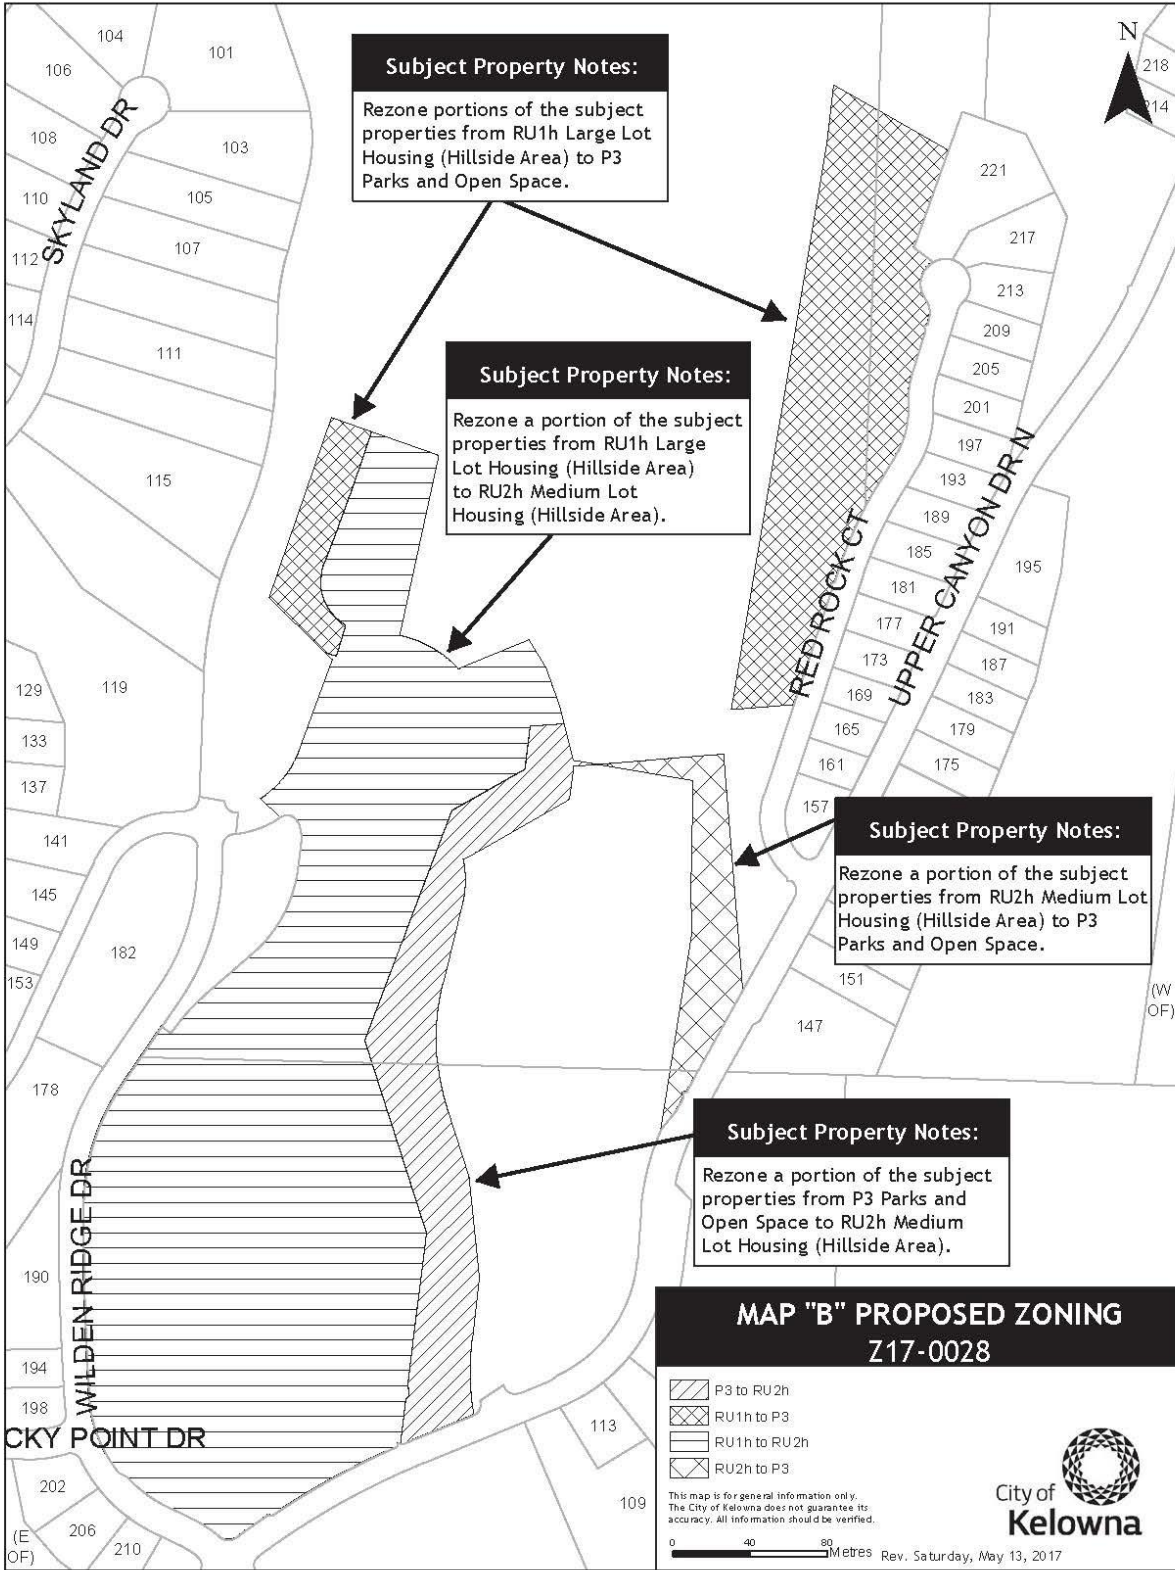 104
101
106
108
103
110
105
107
112
114
111
115
SKYLAND DR
N
218
214
Subject Property Notes:
Rezone portions of the subject
properties from RU1h Large Lot
Housing (Hillside Area) to P3
Parks and Open Space.
221
217
213
209
205
201
197
193
189
185
181
177
173
169
165
161
157
RED ROCK CT
UPPER CANYON DR N
195
191
187
183
179
175
Subject Property Notes:
Rezone a portion of the subject
properties from RU1h Large
Lot Housing (Hillside Area)
to RU2h Medium Lot
Housing (Hillside Area).
119
129
133
137
141
145
149
153
182
178
190
194
198
WILDEN RIDGE DR
CKY POINT DR
202
206
210
(E
OF)
Subject Property Notes:
Rezone a portion of the subject
properties from RU2h Medium Lot
Housing (Hillside Area) to P3
Parks and Open Space.
151
147
(W
OF)
Subject Property Notes:
Rezone a portion of the subject
properties from P3 Parks and
Open Space to RU2h Medium
Lot Housing (Hillside Area).
113
109
MAP "B" PROPOSED ZONING
Z17-0028
P3 to RU2h
RU1h to P3
RU1h to RU2h
RU2h to P3
This map is for general information only.
The City of Kelowna does not guarantee its
accuracy. All information should be verified.
0 40 80 Metres
Rev. Saturday, May 13, 2017
City of
Kelowna